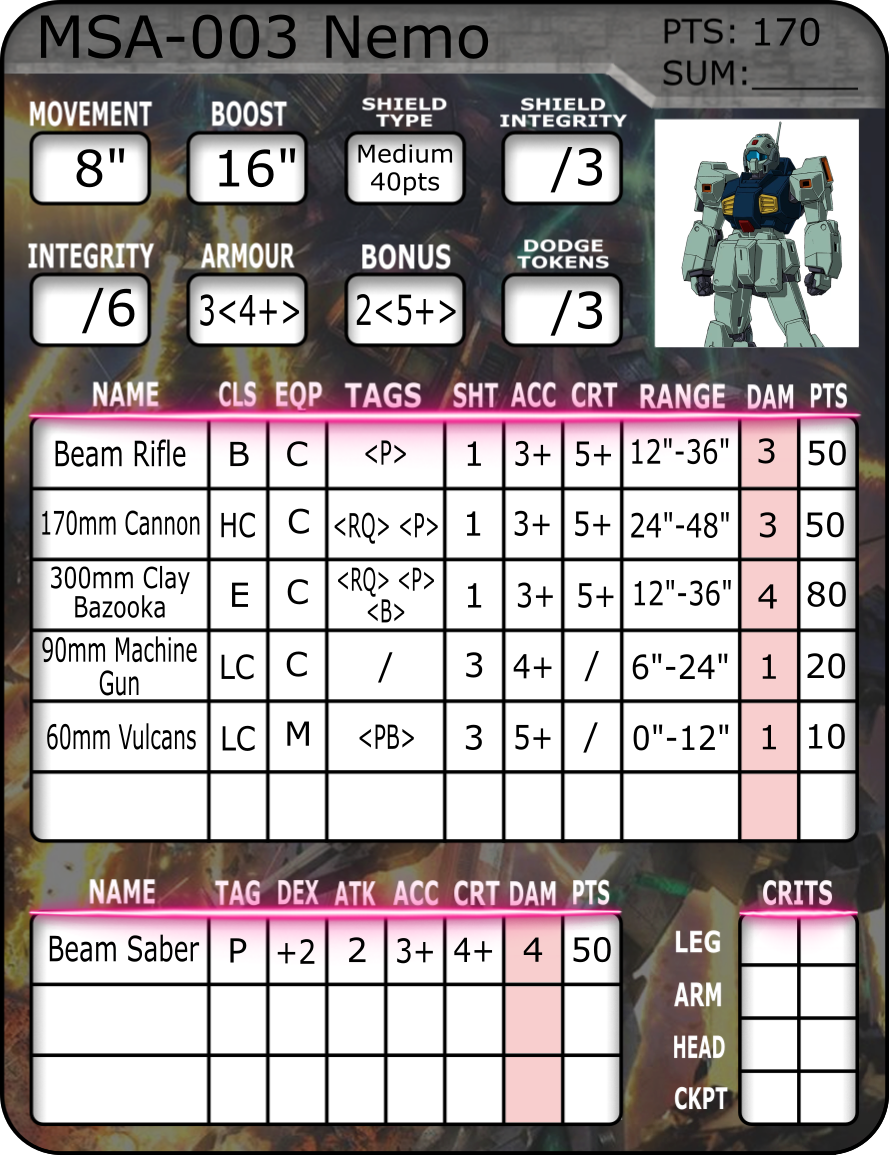 MSA-003 Nemo
PTS: 170
SUM:______
MOVEMENT BOOST SHIELD TYPE SHIELD INTEGRITY
8" 16" Medium 40pts /3
INTEGRITY ARMOUR BONUS DODGE TOKENS
/6 3<4+> 2<5+> /3
NAME CLS EQP TAGS SHT ACC CRT RANGE DAM PTS
Beam Rifle B C <P> 1 3+ 5+ 12"-36" 3 50
170mm Cannon HC C <RQ> <P> 1 3+ 5+ 24"-48" 3 50
300mm Clay Bazooka E C <RQ> <P> <B> 1 3+ 5+ 12"-36" 4 80
90mm Machine Gun LC C / 3 4+ / 6"-24" 1 20
60mm Vulcans LC M <PB> 3 5+ / 0"-12" 1 10
NAME TAG DEX ATK ACC CRT DAM PTS
Beam Saber P +2 2 3+ 4+ 4 50
CRITS
LEG
ARM
HEAD
CKPT